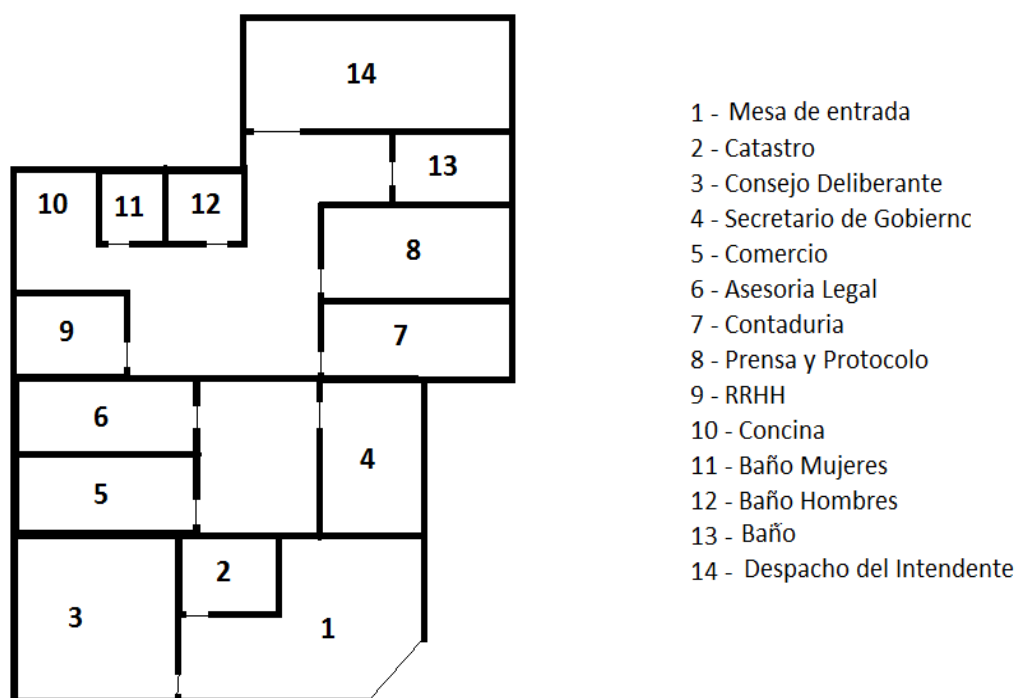 14
13
10
11
12
8
9
7
6
4
5
2
3
1
1 - Mesa de entrada
2 - Catastro
3 - Consejo Deliberante
4 - Secretario de Gobiernc
5 - Comercio
6 - Asesoria Legal
7 - Contaduria
8 - Prensa y Protocolo
9 - RRHH
10 - Concina
11 - Baño Mujeres
12 - Baño Hombres
13 - Baño
14 - Despacho del Intendente